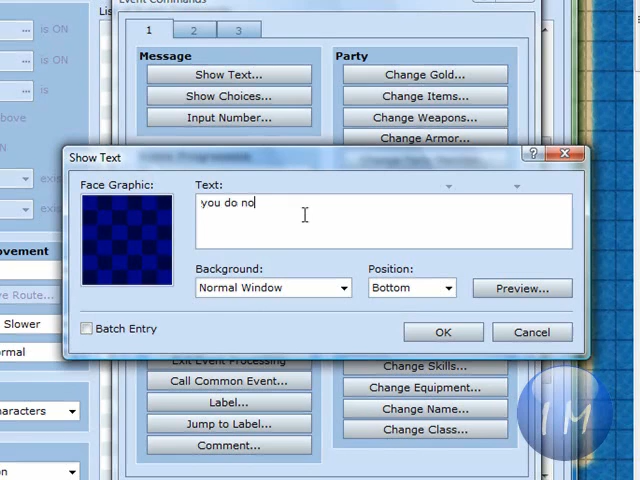 Event Commands
is ON
is ON
is
1
2
3
Message
Party
Show Text...
Change Gold...
Show Choices...
Change Items...
Input Number...
Change Weapons...
Change Armor...
Show Text
Face Graphic:
Text:
you do no
Background:
Position:
Normal Window
Bottom
Preview...
Batch Entry
OK
Cancel
Slower
Exit Event Processing
Change Skills...
Call Common Event...
Change Equipment...
Label...
Change Name...
Jump to Label...
Change Class...
Comment...
1M